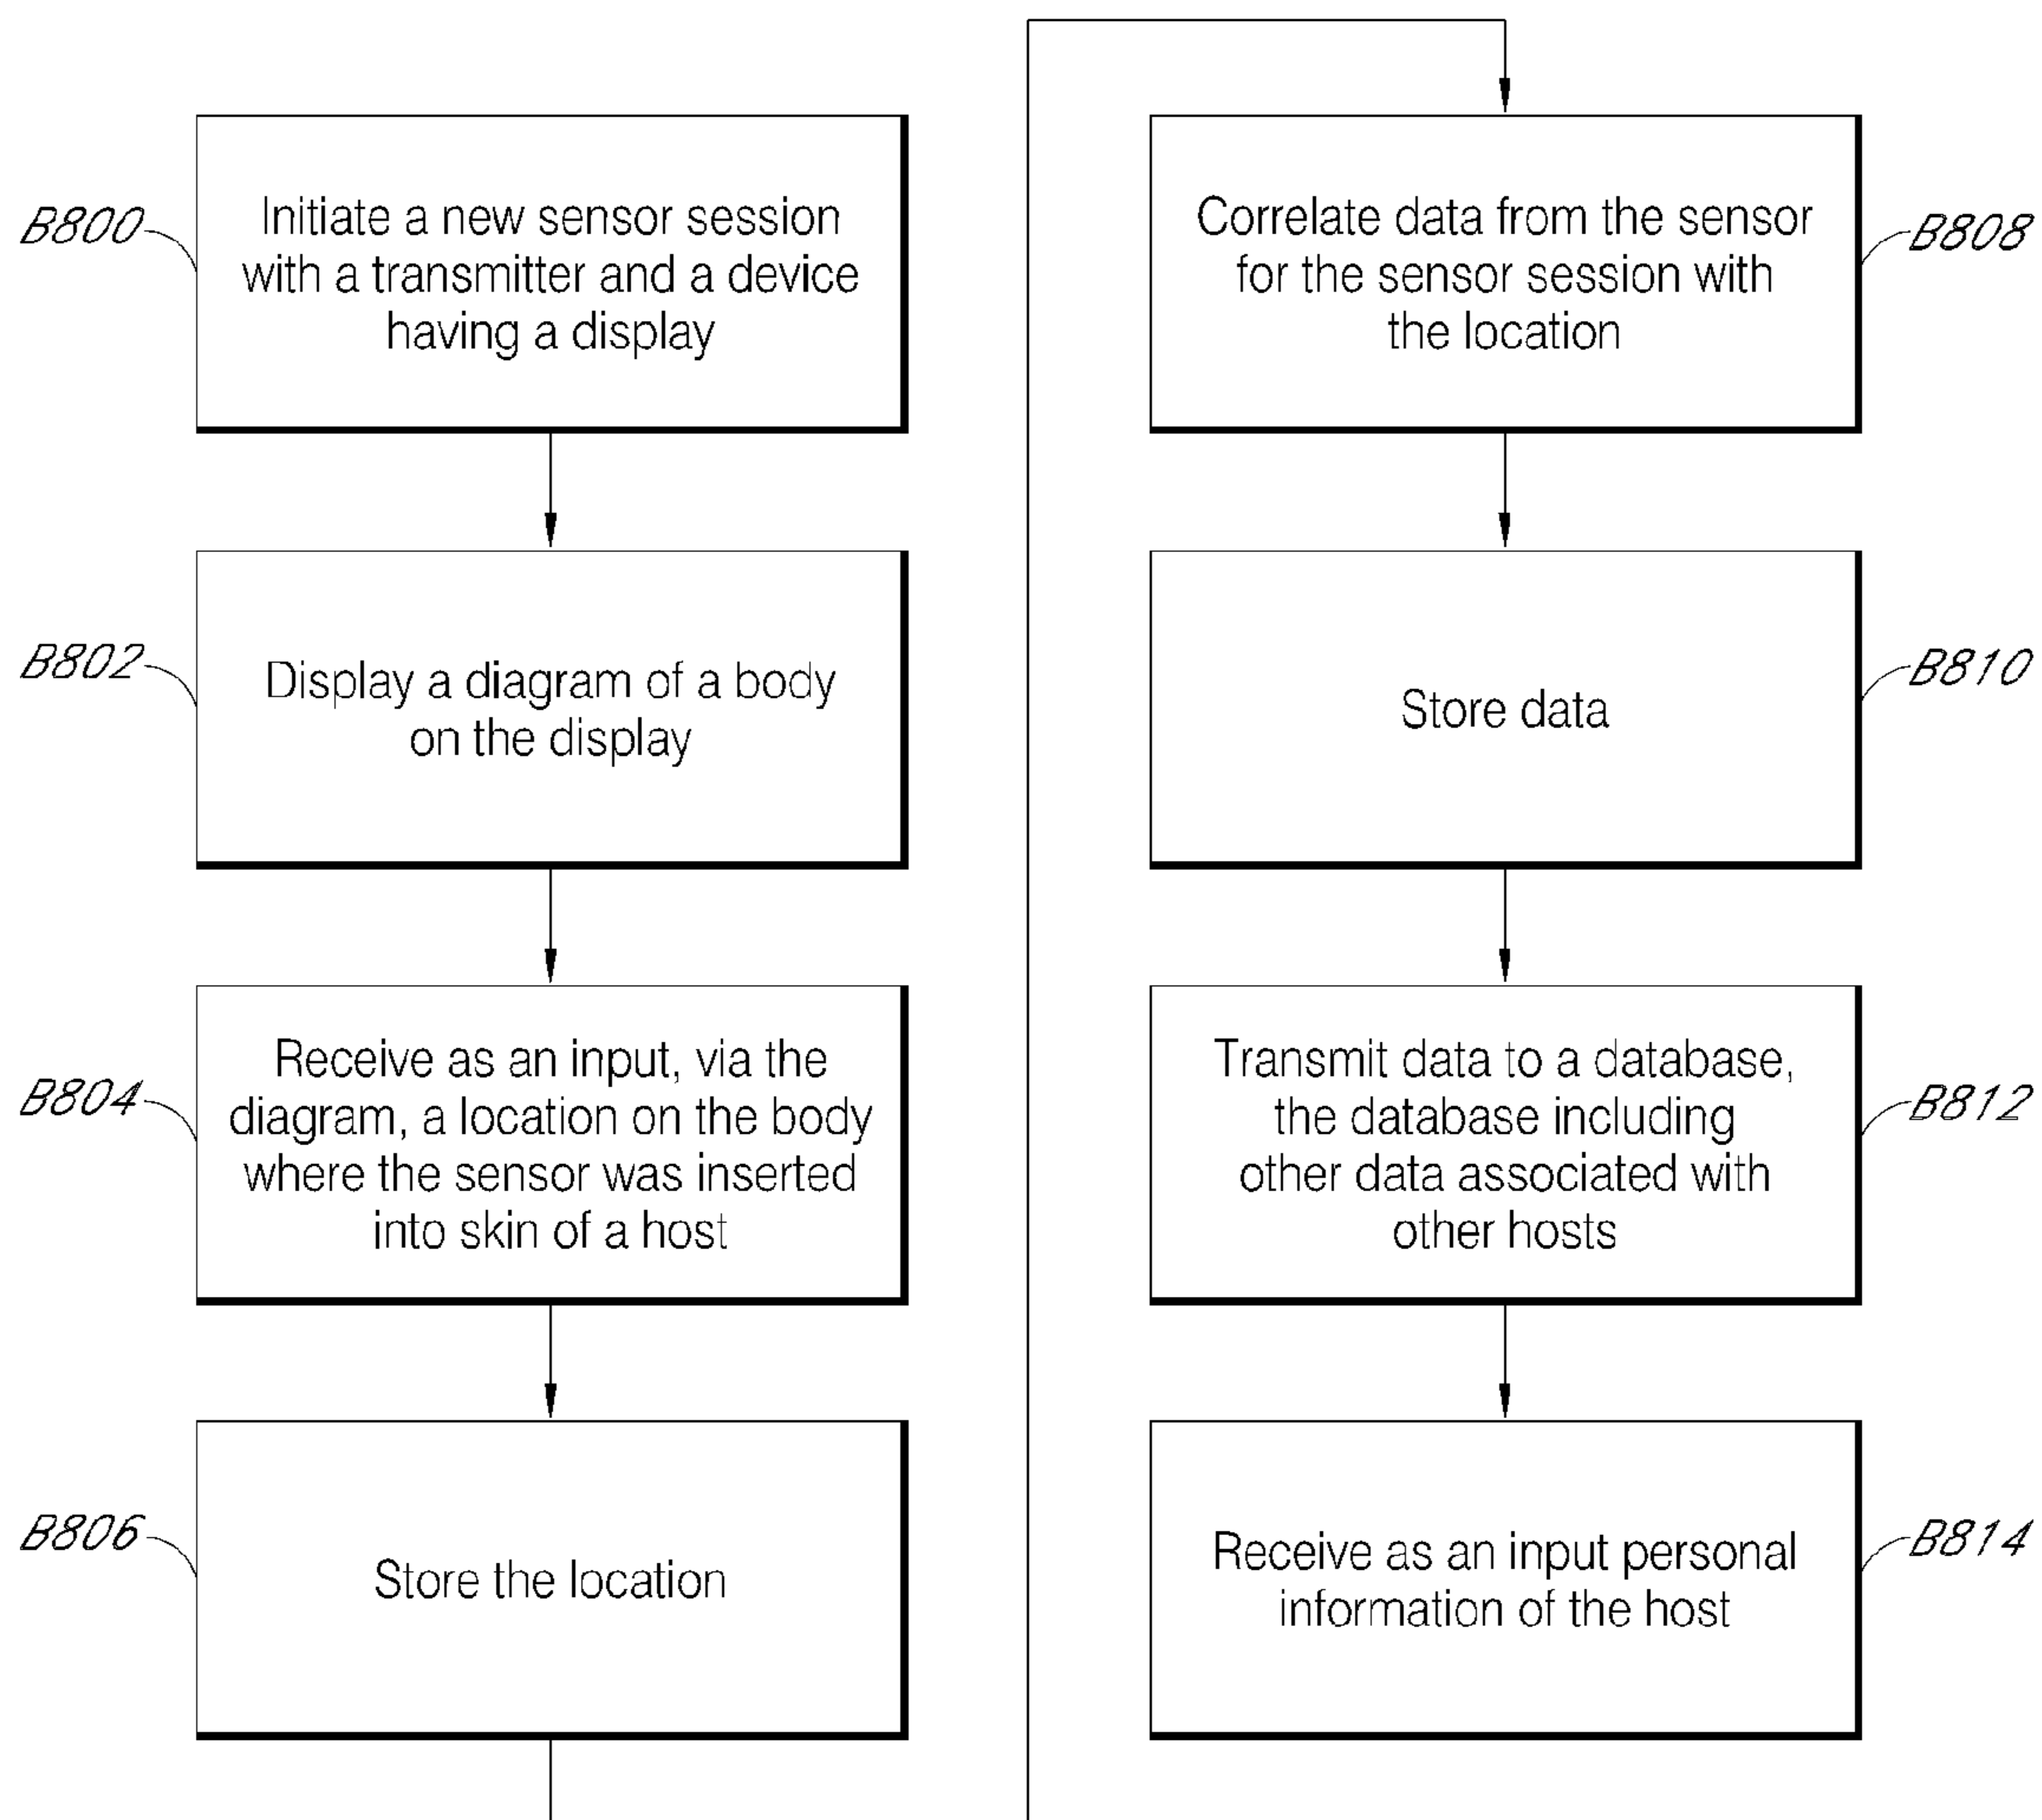 B800
Initiate a new sensor session
with a transmitter and a device
having a display
B802
Display a diagram of a body
on the display
B804
Receive as an input, via the
diagram, a location on the body
where the sensor was inserted
into skin of a host
B806
Store the location
Correlate data from the sensor
for the sensor session with
the location
B808
Store data
B810
Transmit data to a database,
the database including
other data associated with
other hosts
B812
Receive as an input personal
information of the host
B814